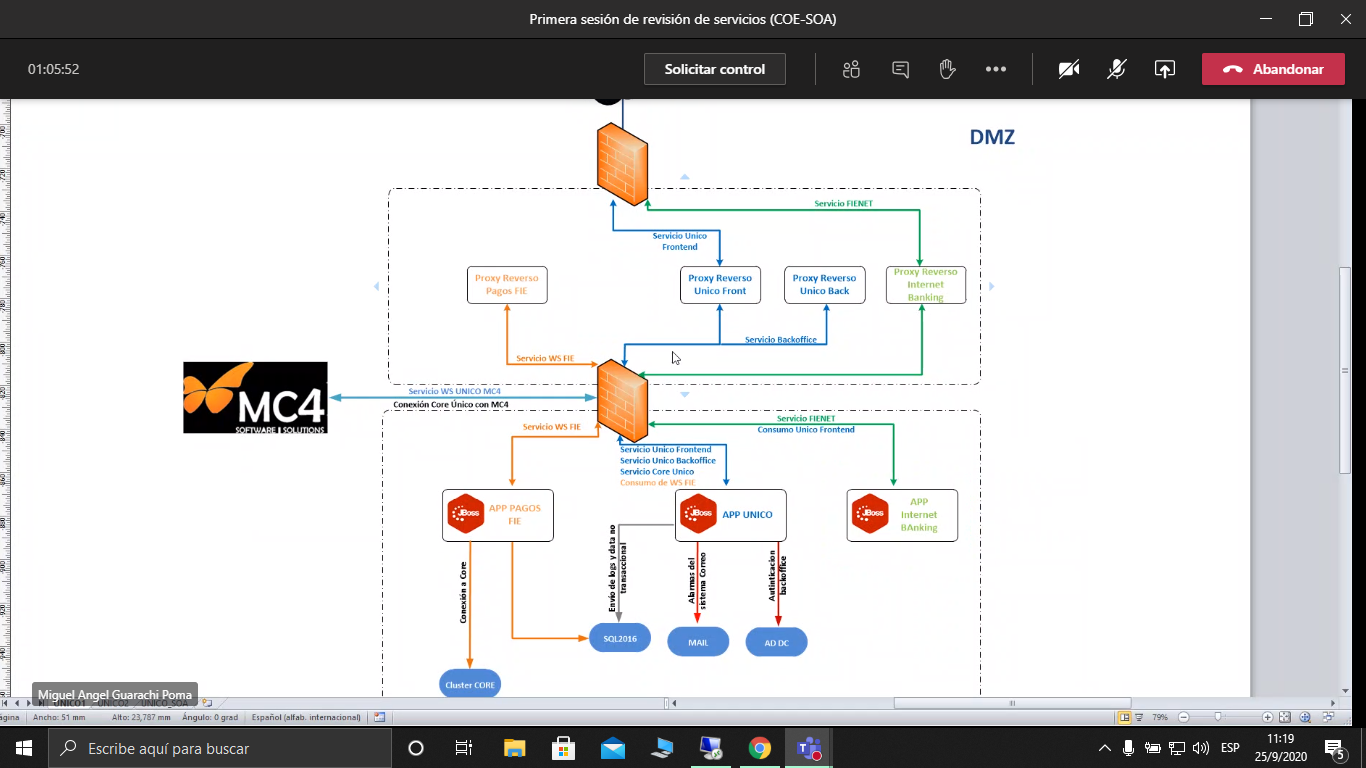 Primera sesión de revisión de servicios (COE-SOA)
01:05:52
Solicitar control
Abandonar
DMZ
Servicio FIENET
Servicio Unico
Frontend
Proxy Reverso
Pagos FIE
Proxy Reverso
Unico Front
Proxy Reverso
Unico Back
Proxy Reverso
Internet
Banking
Servicio Backoffice
Servicio WS FIE
MC4
SOFTWARE & SOLUTIONS
Servicio WS UNICO MC4
Conexión Core Único con MC4
Servicio WS FIE
Servicio FIENET
Consumo Unico Frontend
Servicio Unico Frontend
Servicio Unico Backoffice
Servicio Core Unico
Consumo de WS FIE
JBoss
APP PAGOS
FIE
JBoss
APP UNICO
JBoss
APP
Internet
BAnking
Conexión a Core
Envío de logs y data no
transaccional
Alarmas del
sistema Correo
Autinticacion
backoffice
SQL2016
MAIL
AD DC
Cluster CORE
Miguel Angel Guarachi Poma
UNICO1
UNICO2
UNICO_SOA
ágina
Ancho: 51 mm
Alto: 23,787 mm
Ángulo: 0 grad
Español (alfab. internacional)
79%
Escribe aquí para buscar
ESP
11:19
25/9/2020
5